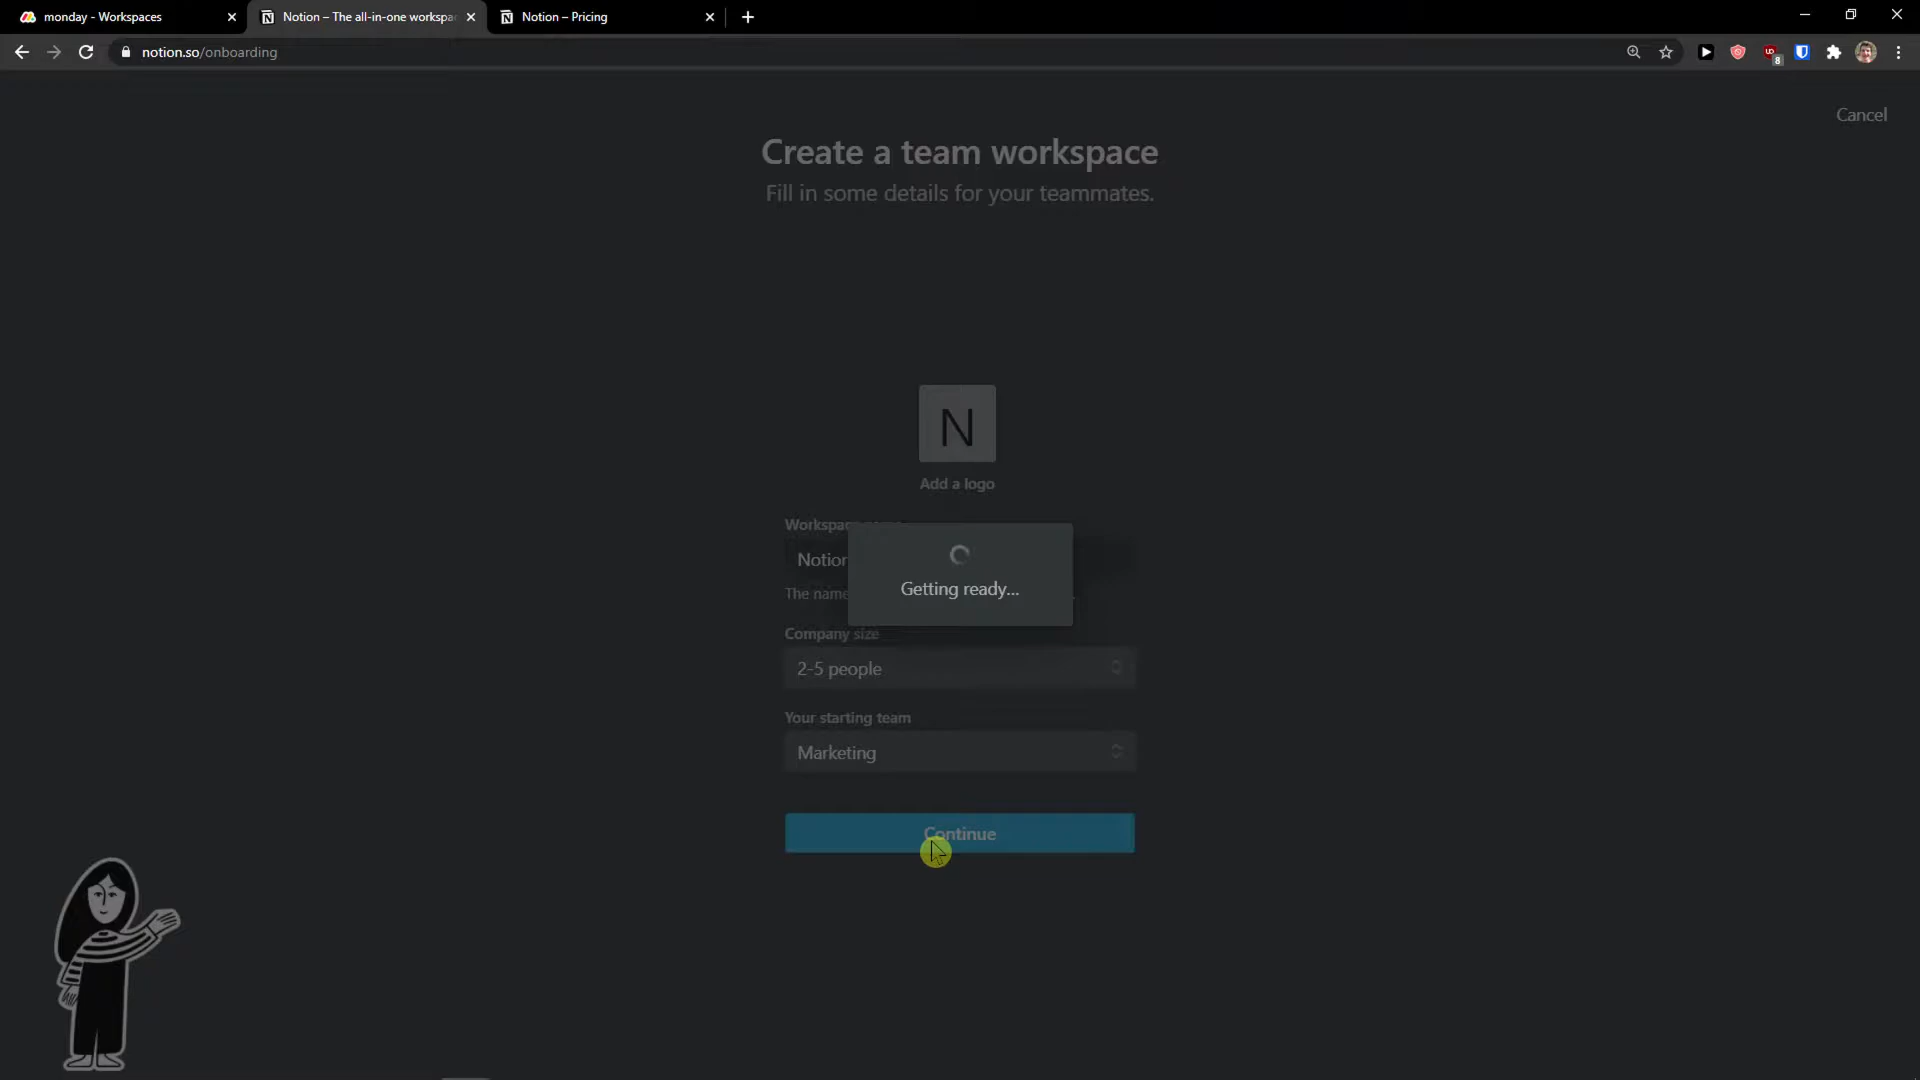 monday - Workspaces
Notion – The all-in-one workspa
Notion – Pricing
notion.so/onboarding
8
Cancel
Create a team workspace
Fill in some details for your teammates.
N
Add a logo
Notion
The name
Getting ready...
Company size
2-5 people
Your starting team
Marketing
Continue